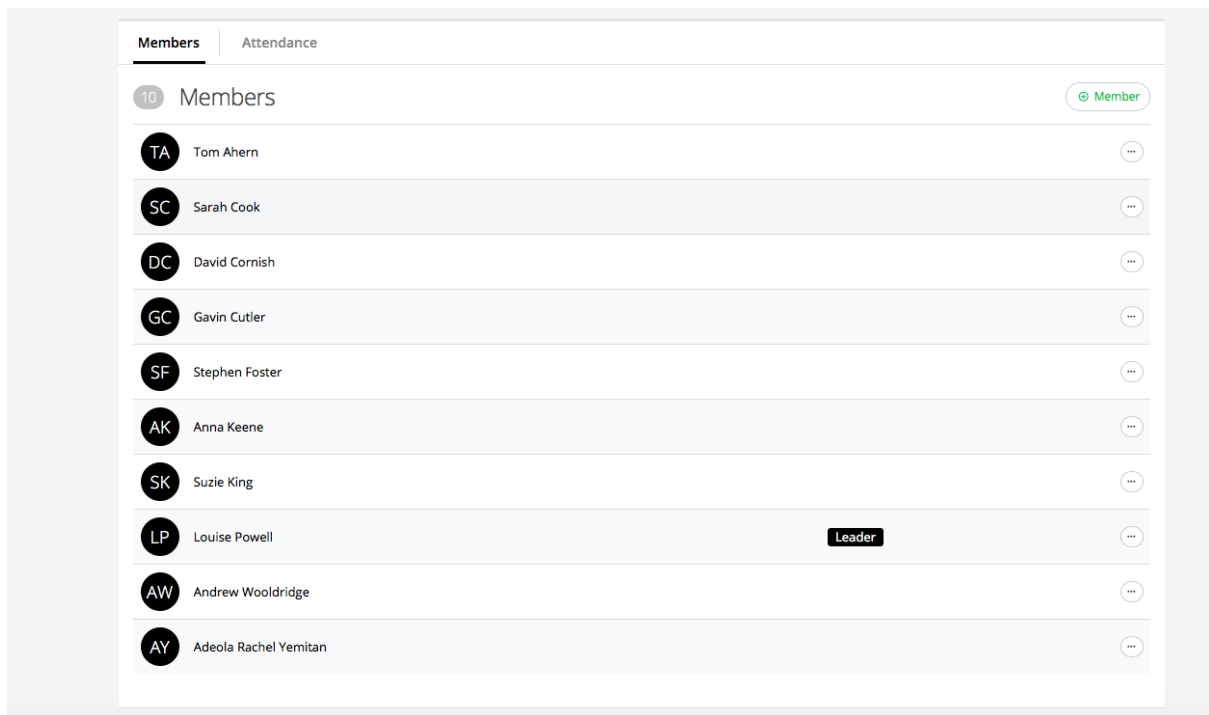 Members Attendance
10 Members Member
TA Tom Ahern
SC Sarah Cook
DC David Cornish
GC Gavin Cutler
SF Stephen Foster
AK Anna Keene
SK Suzie King
LP Louise Powell Leader
AW Andrew Wooldridge
AY Adeola Rachel Yemitan